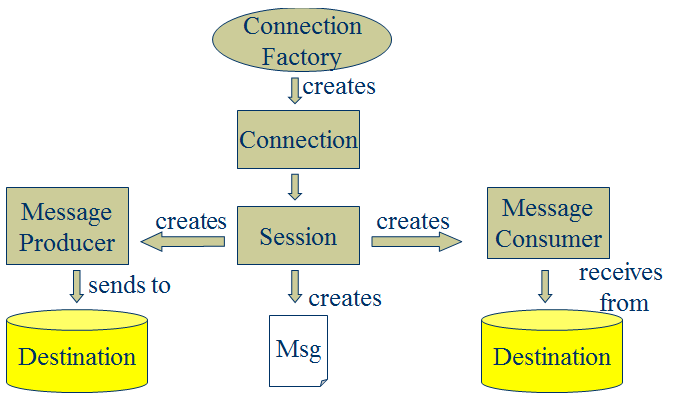 Connection
Factory
creates
Connection
Message
Producer
creates
Session
creates
Message
Consumer
sends to
creates
receives
from
Destination
Msg
Destination